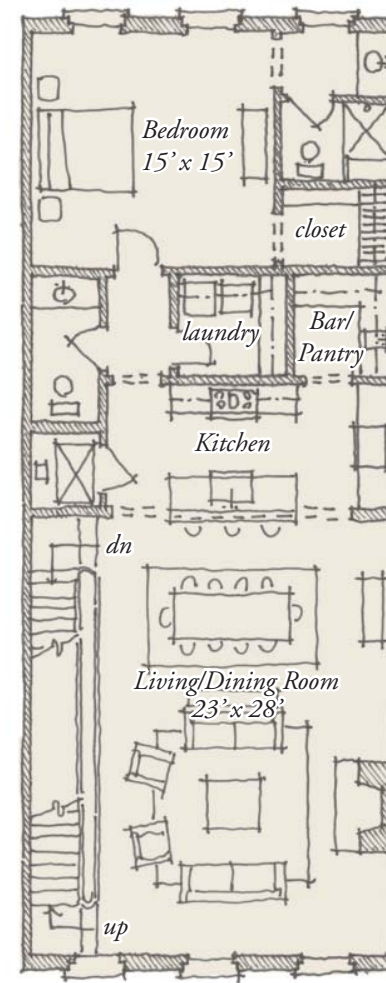 Bedroom
15’ x 15’
closet
laundry
Bar/
Pantry
Kitchen
dn
Living/Dining Room
23’ x 28’
up